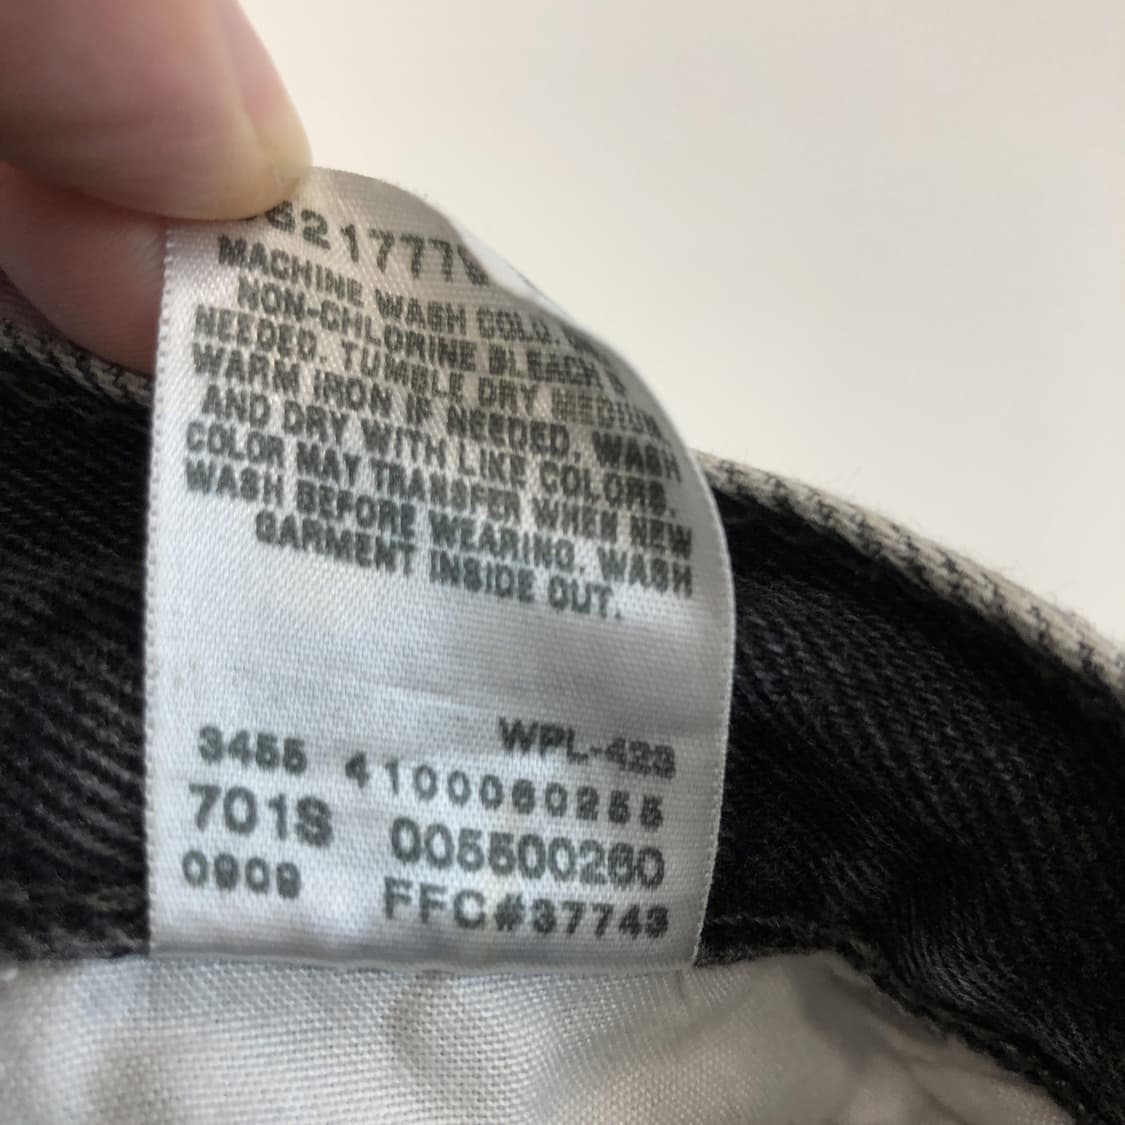 217770
MACHINE WASH COLD.
NON-CHLORINE BLEACH
NEEDED. TUMBLE DRY MEDIUM
WARM IRON IF NEEDED. WASH
AND DRY WITH LIKE COLORS.
COLOR MAY TRANSFER WHEN NEW
WASH BEFORE WEARING. WASH
GARMENT INSIDE OUT.
WPL-423
3455 4100060255
701S 005500260
0909 FFC#37743